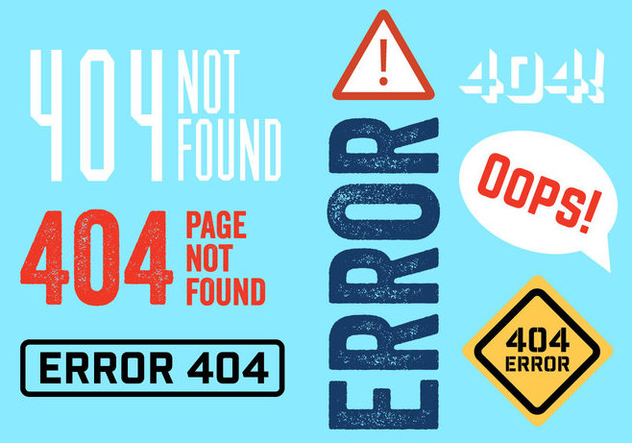 404 NOT
FOUND
404 PAGE
NOT
FOUND
ERROR 404
ERROR
!
404!
OOPS!
404
ERROR